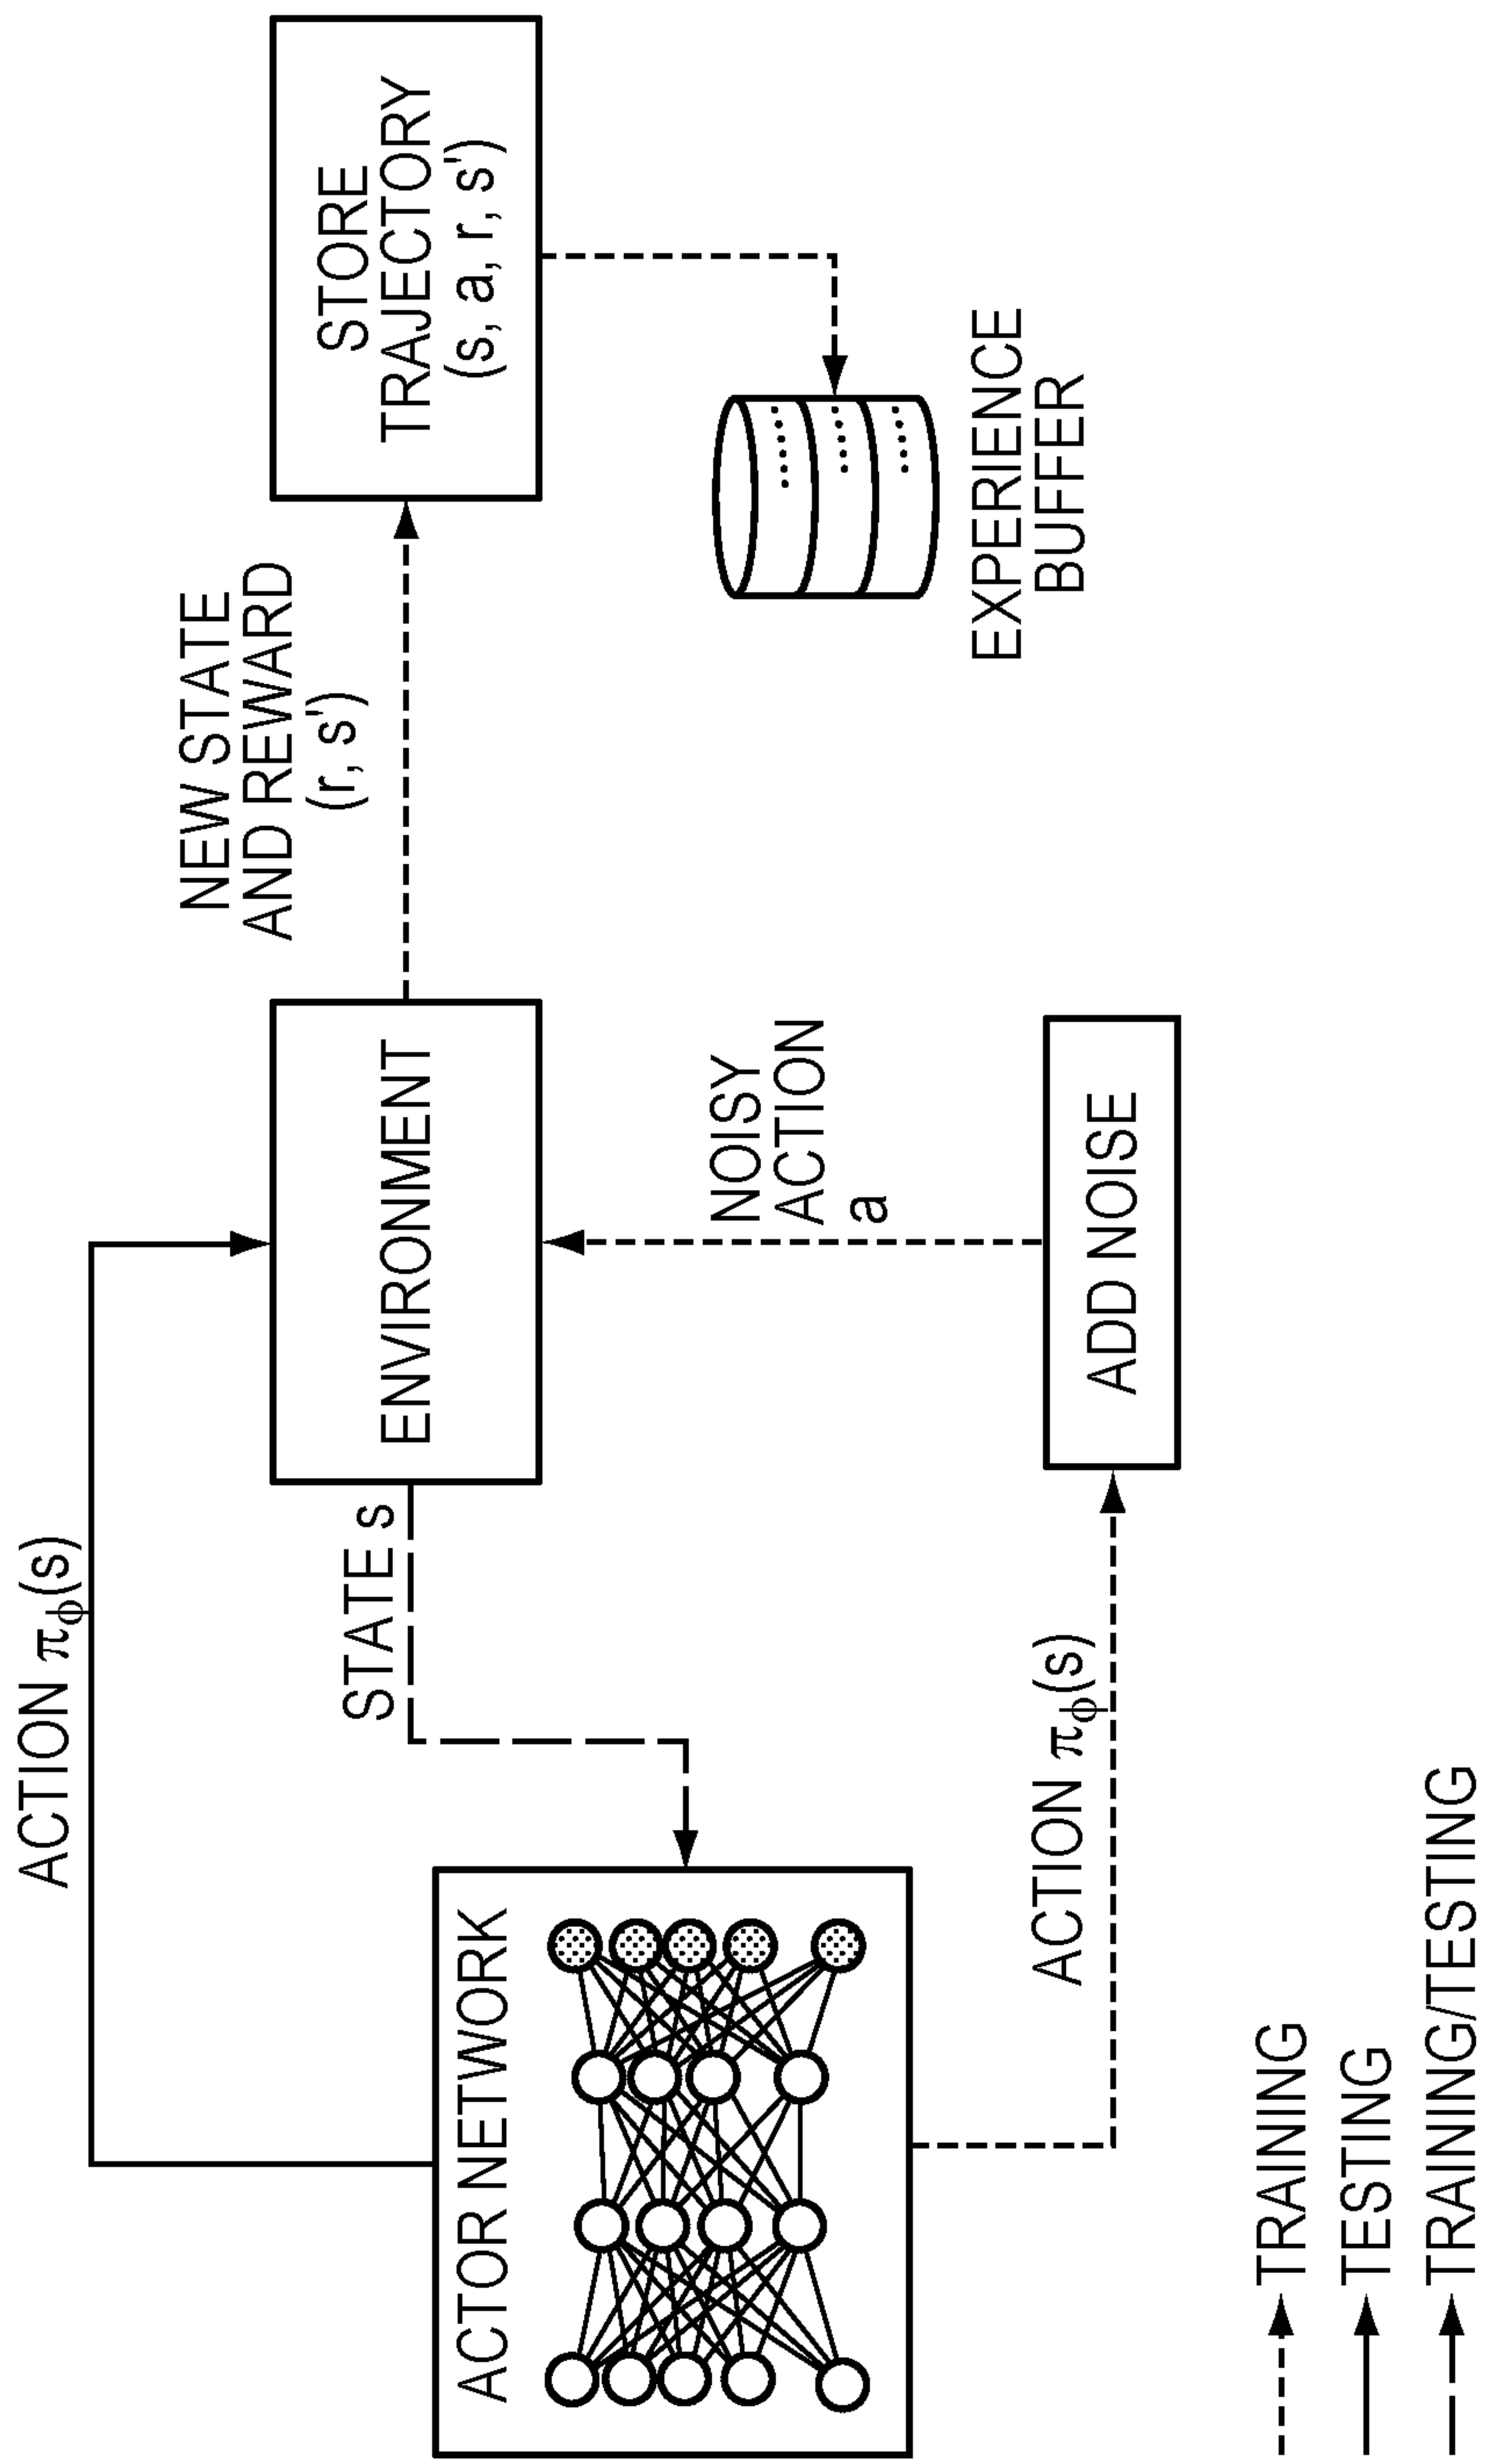 ACTION πϕ(s)
ACTOR NETWORK
STATE s
ENVIRONMENT
NEW STATE
AND REWARD
(r, s')
STORE
TRAJECTORY
(s, a, r, s')
NOISY
ACTION
a
EXPERIENCE
BUFFER
ACTION πϕ(s)
ADD NOISE
TRAINING
TESTING
TRAINING/TESTING